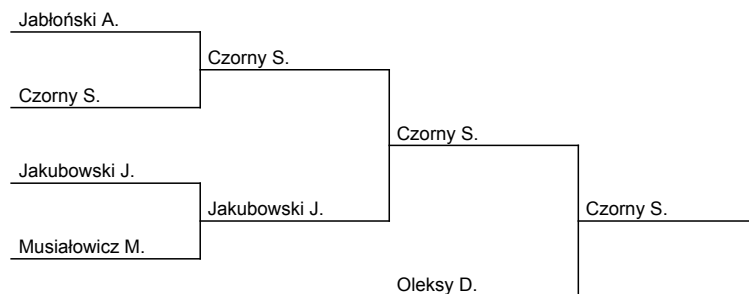 Jabłoński A.
Czorny S.
Czorny S.
Czorny S.
Jakubowski J.
Czorny S.
Jakubowski J.
Musiałowicz M.
Oleksy D.